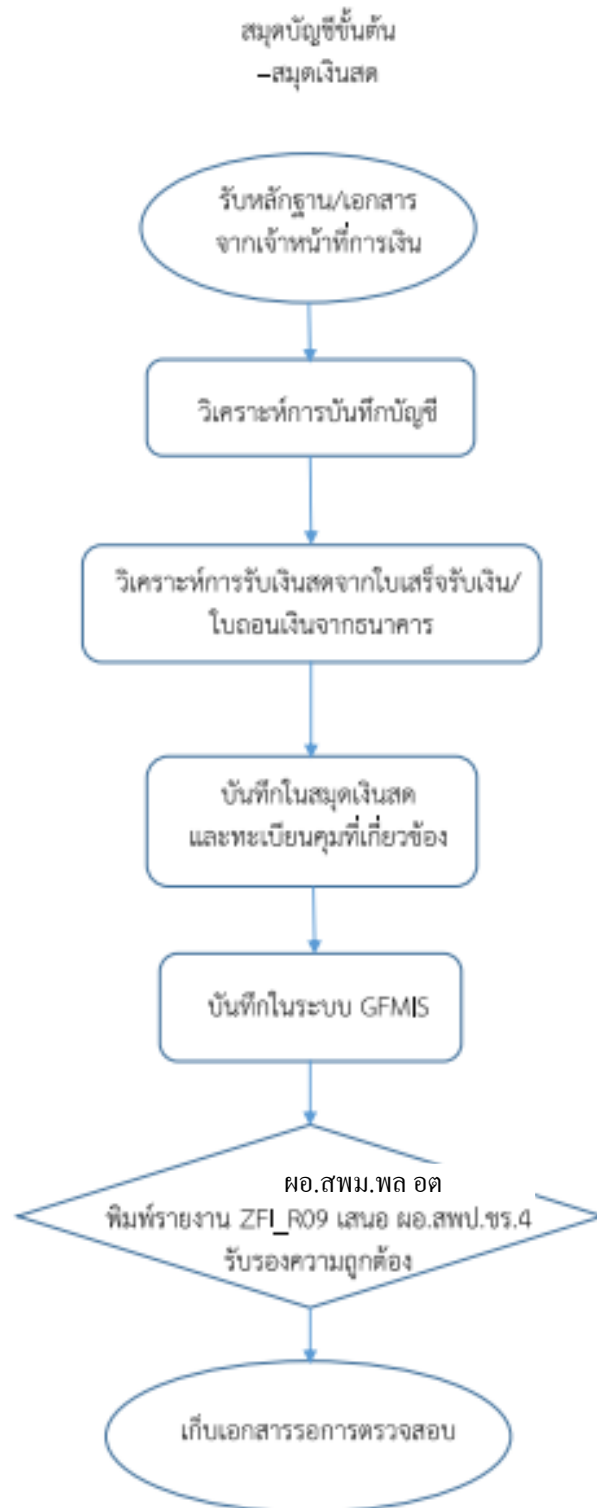 สมุดบัญชีขั้นต้น
–สมุดเงินสด
รับหลักฐาน/เอกสาร
จากเจ้าหน้าที่การเงิน
วิเคราะห์การบันทึกบัญชี
วิเคราะห์การรับเงินสดจากใบเสร็จรับเงิน/
ใบถอนเงินจากธนาคาร
บันทึกในสมุดเงินสด
และทะเบียนคุมที่เกี่ยวข้อง
บันทึกในระบบ GFMIS
ผอ.สพม.พล อต
พิมพ์รายงาน ZFI_R09 เสนอ ผอ.สพป.ชร.4
รับรองความถูกต้อง
เก็บเอกสารรอการตรวจสอบ